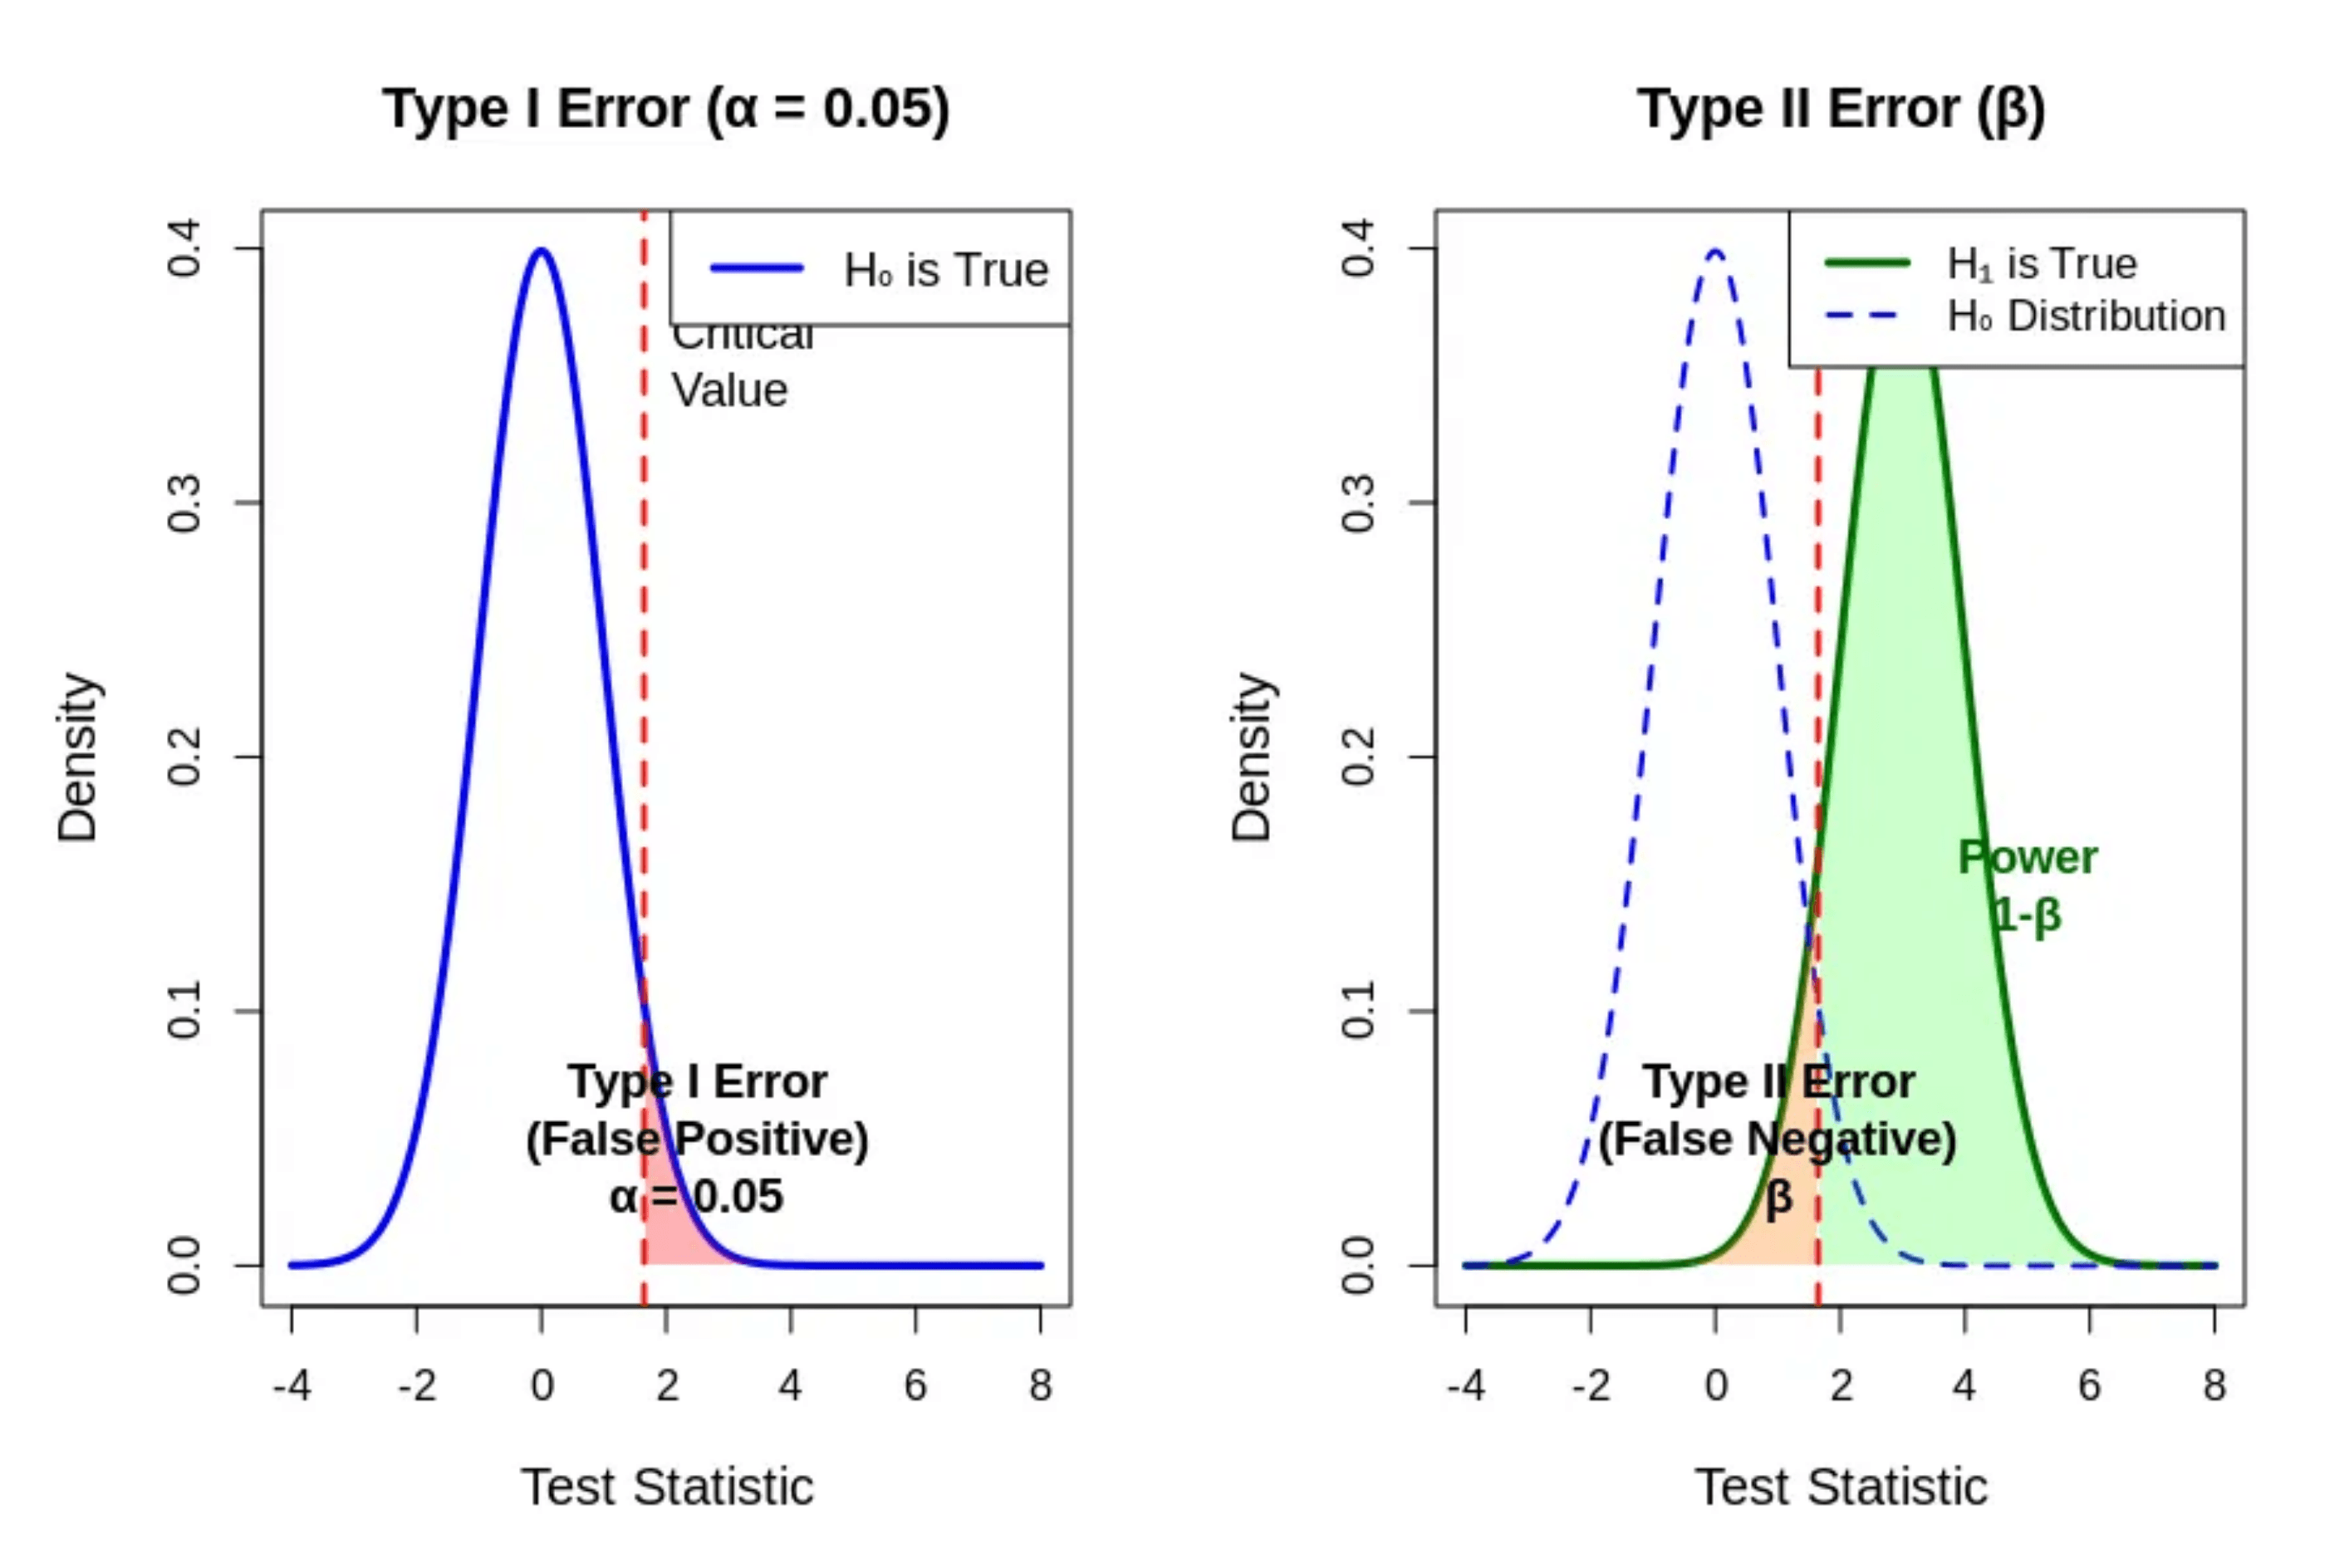 Type I Error (α = 0.05)
0.4
0.3
0.2
0.1
0.0
Density
H₀ is True
Critical
Value
Type I Error
(False Positive)
α = 0.05
-4 -2 0 2 4 6 8
Test Statistic
Type II Error (β)
0.4
0.3
0.2
0.1
0.0
Density
H₁ is True
H₀ Distribution
Power
1-β
Type II Error
(False Negative)
β
-4 -2 0 2 4 6 8
Test Statistic